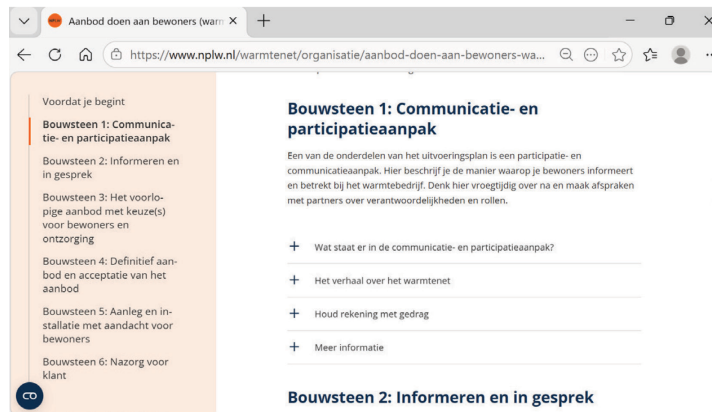 Aanbod doen aan bewoners (warm
https://www.nplw.nl/warmtenet/organisatie/aanbod-doen-aan-bewoners-wa...
Voordat je begint
Bouwsteen 1: Communica-
tie- en participatieaanpak
Bouwsteen 2: Informeren en
in gesprek
Bouwsteen 3: Het voorlo-
pige aanbod met keuze(s)
voor bewoners en
ontzorging
Bouwsteen 4: Definitief aan-
bod en acceptatie van het
aanbod
Bouwsteen 5: Aanleg en in-
stallatie met aandacht voor
bewoners
Bouwsteen 6: Nazorg voor
klant
Bouwsteen 1: Communicatie- en
participatieaanpak
Een van de onderdelen van het uitvoeringsplan is een participatie- en
communicatieaanpak. Hier beschrijf je de manier waarop je bewoners informeert
en betrekt bij het warmtebedrijf. Denk hier vroegtijdig over na en maak afspraken
met partners over verantwoordelijkheden en rollen.
Wat staat er in de communicatie- en participatieaanpak?
Het verhaal over het warmtenet
Houd rekening met gedrag
Meer informatie
Bouwsteen 2: Informeren en in gesprek